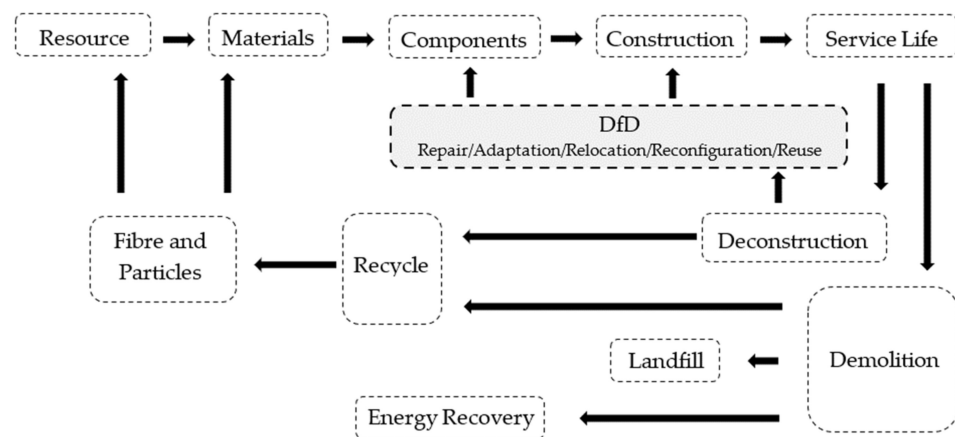 Resource
Materials
Components
Construction
Service Life
DfD
Repair/Adaptation/Relocation/Reconfiguration/Reuse
Fibre and
Particles
Recycle
Deconstruction
Landfill
Demolition
Energy Recovery